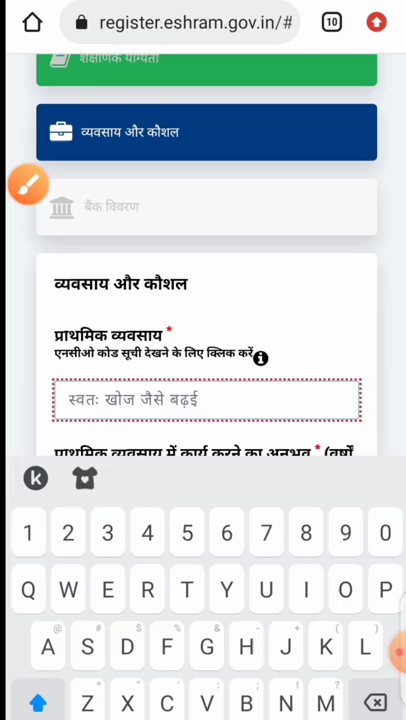 register.eshram.gov.in/#
10
शैक्षणिक योग्यता
व्यवसाय और कौशल
बैंक विवरण
व्यवसाय और कौशल
प्राथमिक व्यवसाय *
एनसीओ कोड सूची देखने के लिए क्लिक करें
स्वतः खोज जैसे बढ़ई
प्राथमिक व्यवसाय में कार्य करने का अनुभव * (वर्षों
k
1 2 3 4 5 6 7 8 9 0
Q W E R T Y U I O P
@ # $ % & - + ( )
A S D F G H J K L
* " ' : ; ! ?
Z X C V B N M